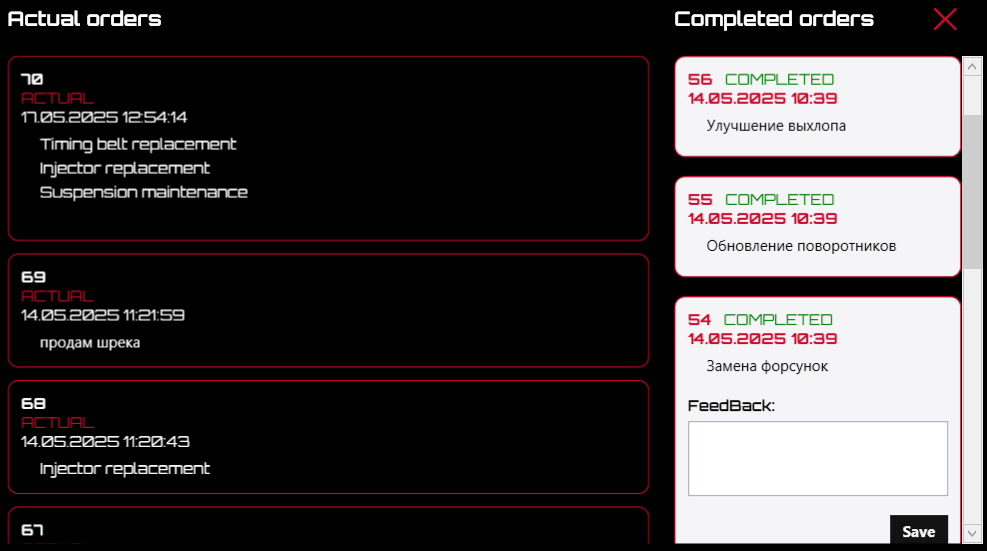 Actual orders
70
ACTUAL
17.05.2025 12:54:14
Timing belt replacement
Injector replacement
Suspension maintenance
69
ACTUAL
14.05.2025 11:21:59
продам шрека
68
ACTUAL
14.05.2025 11:20:43
Injector replacement
67
Completed orders
56 COMPLETED
14.05.2025 10:39
Улучшение выхлопа
55 COMPLETED
14.05.2025 10:39
Обновление поворотников
54 COMPLETED
14.05.2025 10:39
Замена форсунок
FeedBack:
Save